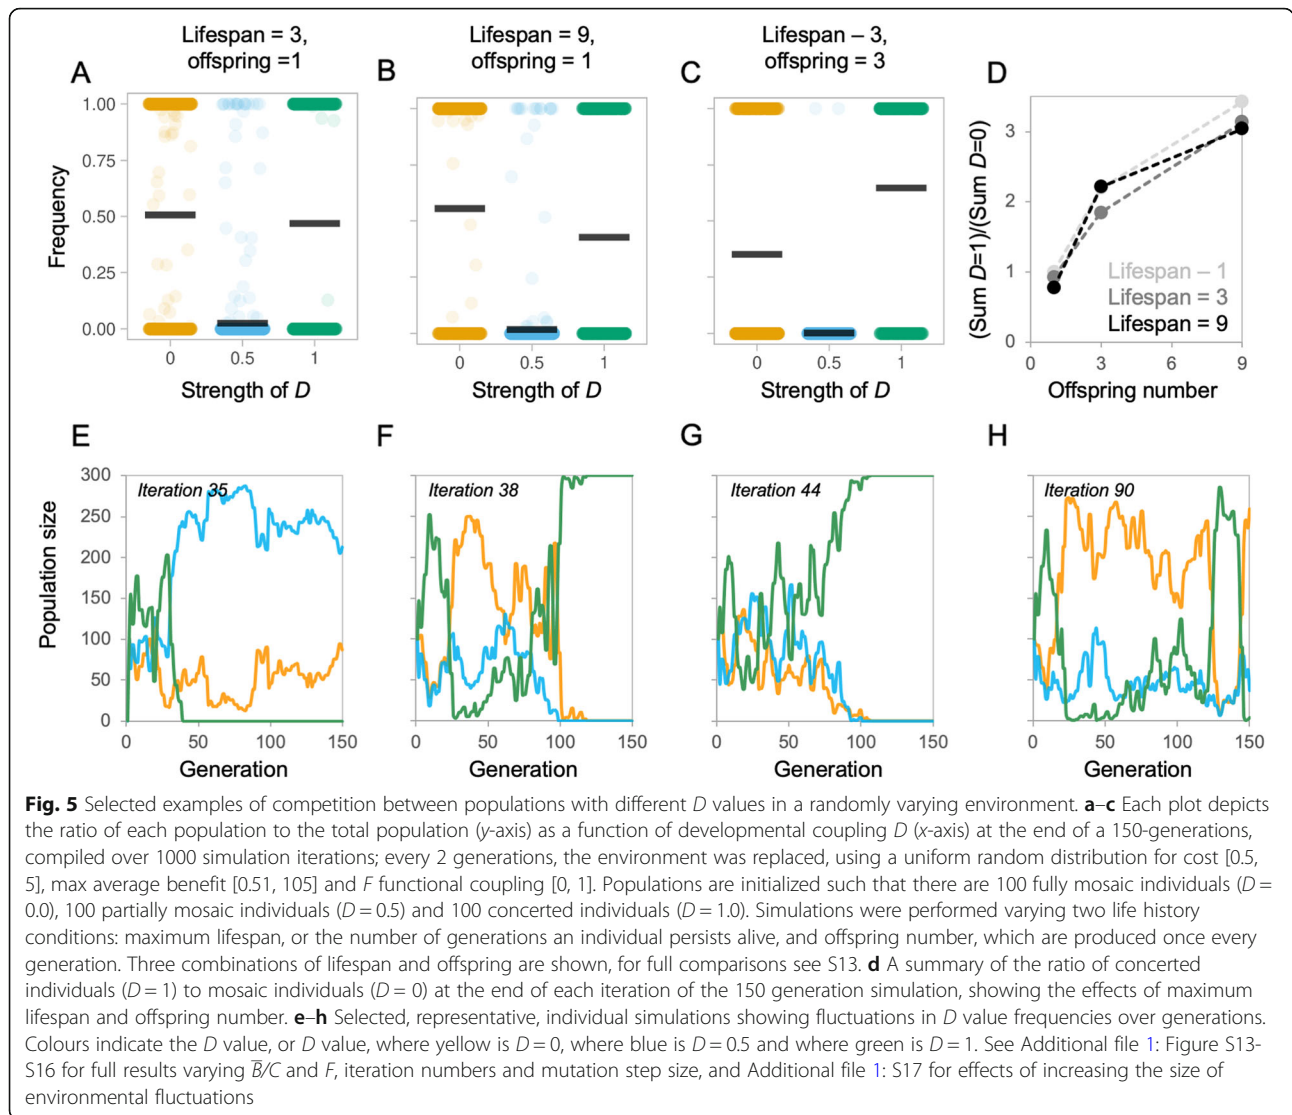 Lifespan = 3,
offspring =1
Lifespan = 9,
offspring = 1
Lifespan – 3,
offspring = 3
A
B
C
D
Frequency
1.00
0.75
0.50
0.25
0.00
0 0.5 1
Strength of D
0 0.5 1
Strength of D
0 0.5 1
Strength of D
(Sum D=1)/(Sum D=0)
3
2
1
0
Lifespan – 1
Lifespan = 3
Lifespan = 9
0 3 6 9
Offspring number
E
F
G
H
Population size
300
250
200
150
100
50
0
Iteration 35
0 50 100 150
Generation
Iteration 38
0 50 100 150
Generation
Iteration 44
0 50 100 150
Generation
Iteration 90
0 50 100 150
Generation
Fig. 5 Selected examples of competition between populations with different D values in a randomly varying environment. a–c Each plot depicts
the ratio of each population to the total population (y-axis) as a function of developmental coupling D (x-axis) at the end of a 150-generations,
compiled over 1000 simulation iterations; every 2 generations, the environment was replaced, using a uniform random distribution for cost [0.5,
5], max average benefit [0.51, 105] and F functional coupling [0, 1]. Populations are initialized such that there are 100 fully mosaic individuals (D =
0.0), 100 partially mosaic individuals (D = 0.5) and 100 concerted individuals (D = 1.0). Simulations were performed varying two life history
conditions: maximum lifespan, or the number of generations an individual persists alive, and offspring number, which are produced once every
generation. Three combinations of lifespan and offspring are shown, for full comparisons see S13. d A summary of the ratio of concerted
individuals (D = 1) to mosaic individuals (D = 0) at the end of each iteration of the 150 generation simulation, showing the effects of maximum
lifespan and offspring number. e–h Selected, representative, individual simulations showing fluctuations in D value frequencies over generations.
Colours indicate the D value, or D value, where yellow is D = 0, where blue is D = 0.5 and where green is D = 1. See Additional file 1: Figure S13-
S16 for full results varying B̅/C and F, iteration numbers and mutation step size, and Additional file 1: S17 for effects of increasing the size of
environmental fluctuations